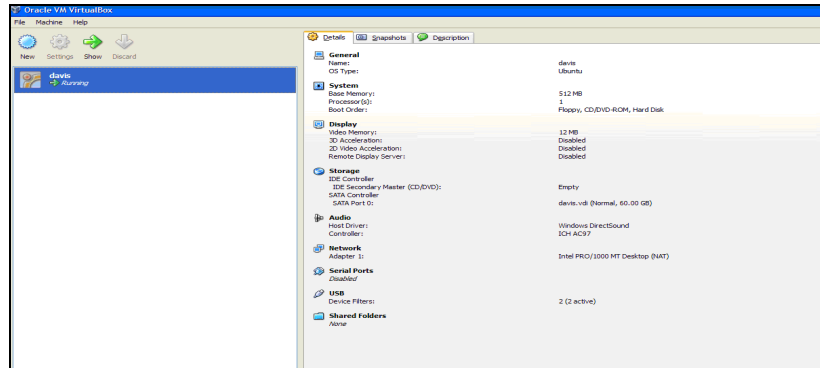 Oracle VM VirtualBox
File Machine Help
New Settings Show Discard
davis
Running
Details Snapshots Description
General
Name: davis
OS Type: Ubuntu
System
Base Memory: 512 MB
Processor(s): 1
Boot Order: Floppy, CD/DVD-ROM, Hard Disk
Display
Video Memory: 12 MB
3D Acceleration: Disabled
2D Video Acceleration: Disabled
Remote Display Server: Disabled
Storage
IDE Controller
IDE Secondary Master (CD/DVD): Empty
SATA Controller
SATA Port 0: davis.vdi (Normal, 60.00 GB)
Audio
Host Driver: Windows DirectSound
Controller: ICH AC97
Network
Adapter 1: Intel PRO/1000 MT Desktop (NAT)
Serial Ports
Disabled
USB
Device Filters: 2 (2 active)
Shared Folders
None